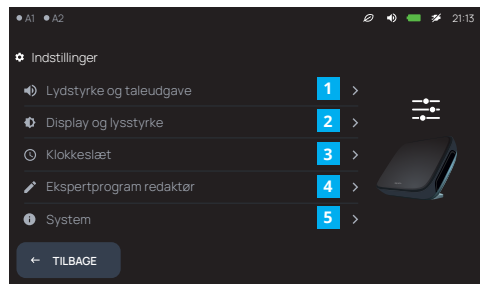 A1 A2 21:13
Indstillinger
Lydstyrke og taleudgave 1
Display og lysstyrke 2
Klokkeslæt 3
Ekspertprogram redaktør 4
System 5
← TILBAGE